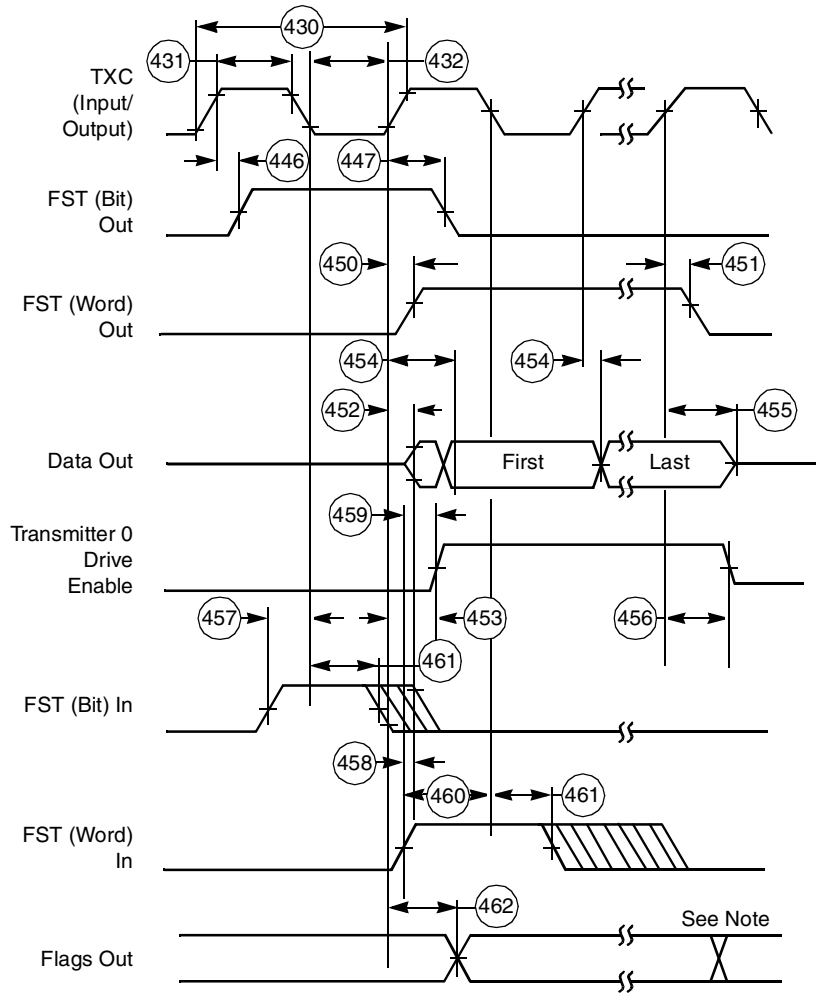 430
431
432
TXC
(Input/
Output)
446
447
FST (Bit)
Out
450
451
FST (Word)
Out
454
454
452
455
Data Out
First
Last
459
Transmitter 0
Drive
Enable
457
453
456
461
FST (Bit) In
458
460
461
FST (Word)
In
462
See Note
Flags Out